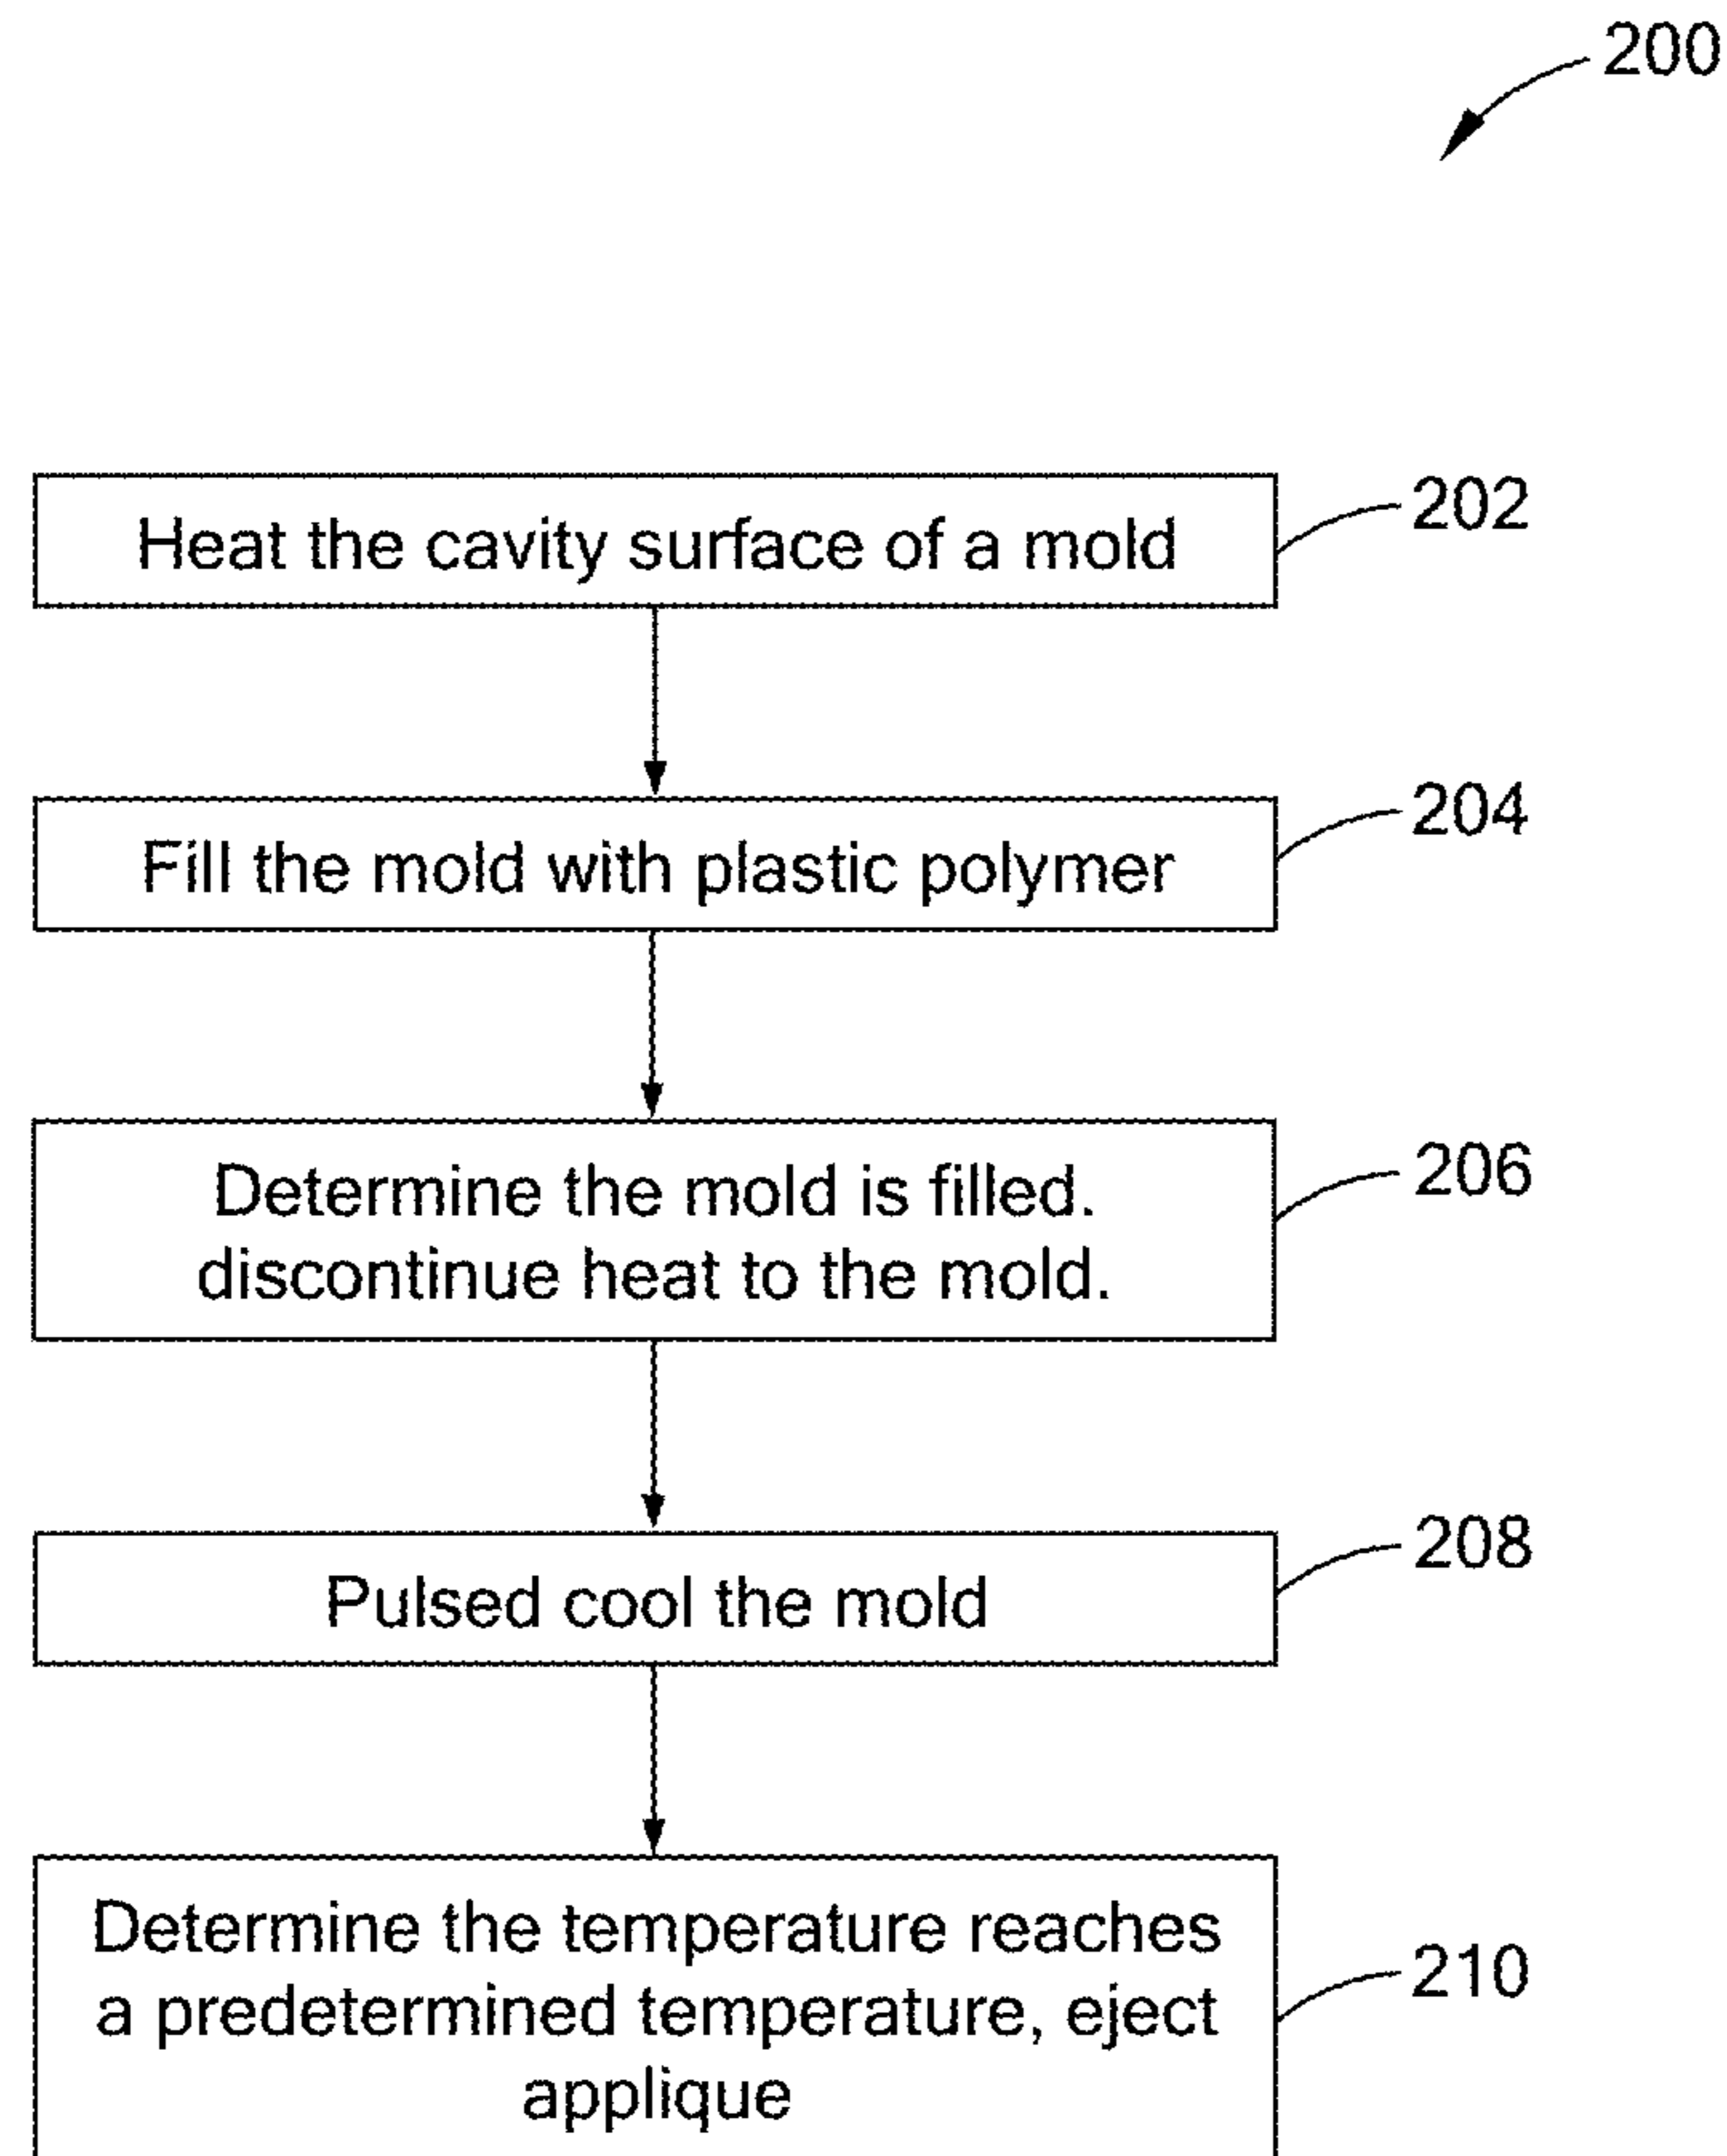 200
Heat the cavity surface of a mold
202
Fill the mold with plastic polymer
204
Determine the mold is filled.
discontinue heat to the mold.
206
Pulsed cool the mold
208
Determine the temperature reaches
a predetermined temperature, eject
applique
210